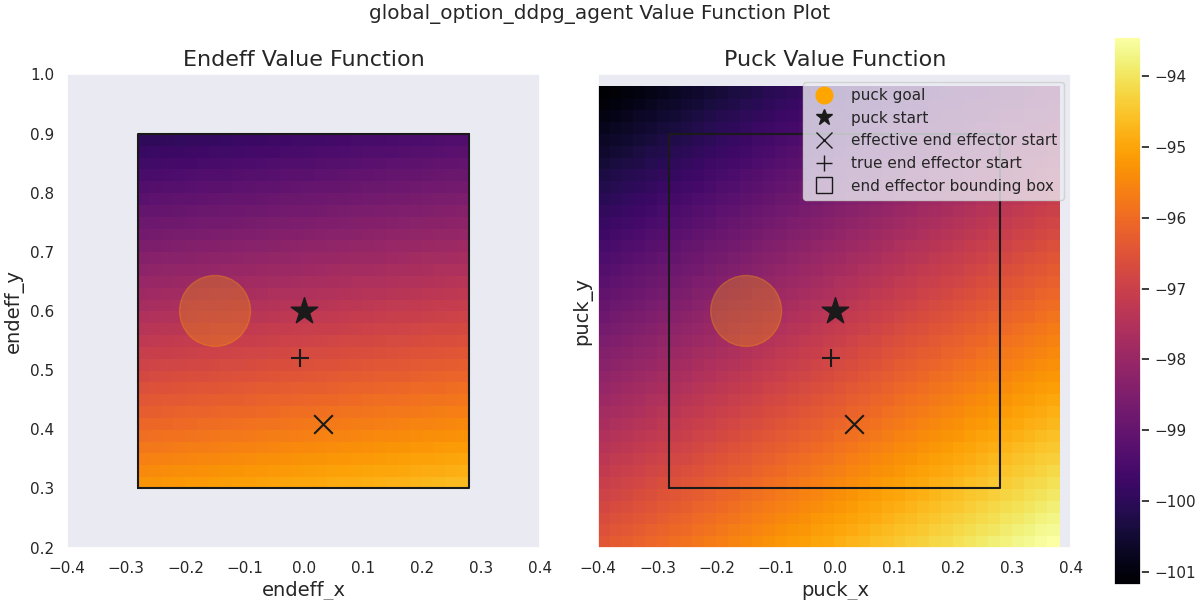 global_option_ddpg_agent Value Function Plot
Endeff Value Function
1.0
0.9
0.8
0.7
0.6
0.5
0.4
0.3
0.2
endeff_y
−0.4 −0.3 −0.2 −0.1 0.0 0.1 0.2 0.3 0.4
endeff_x
Puck Value Function
puck goal
puck start
effective end effector start
true end effector start
end effector bounding box
puck_y
−0.4 −0.3 −0.2 −0.1 0.0 0.1 0.2 0.3 0.4
puck_x
−94
−95
−96
−97
−98
−99
−100
−101